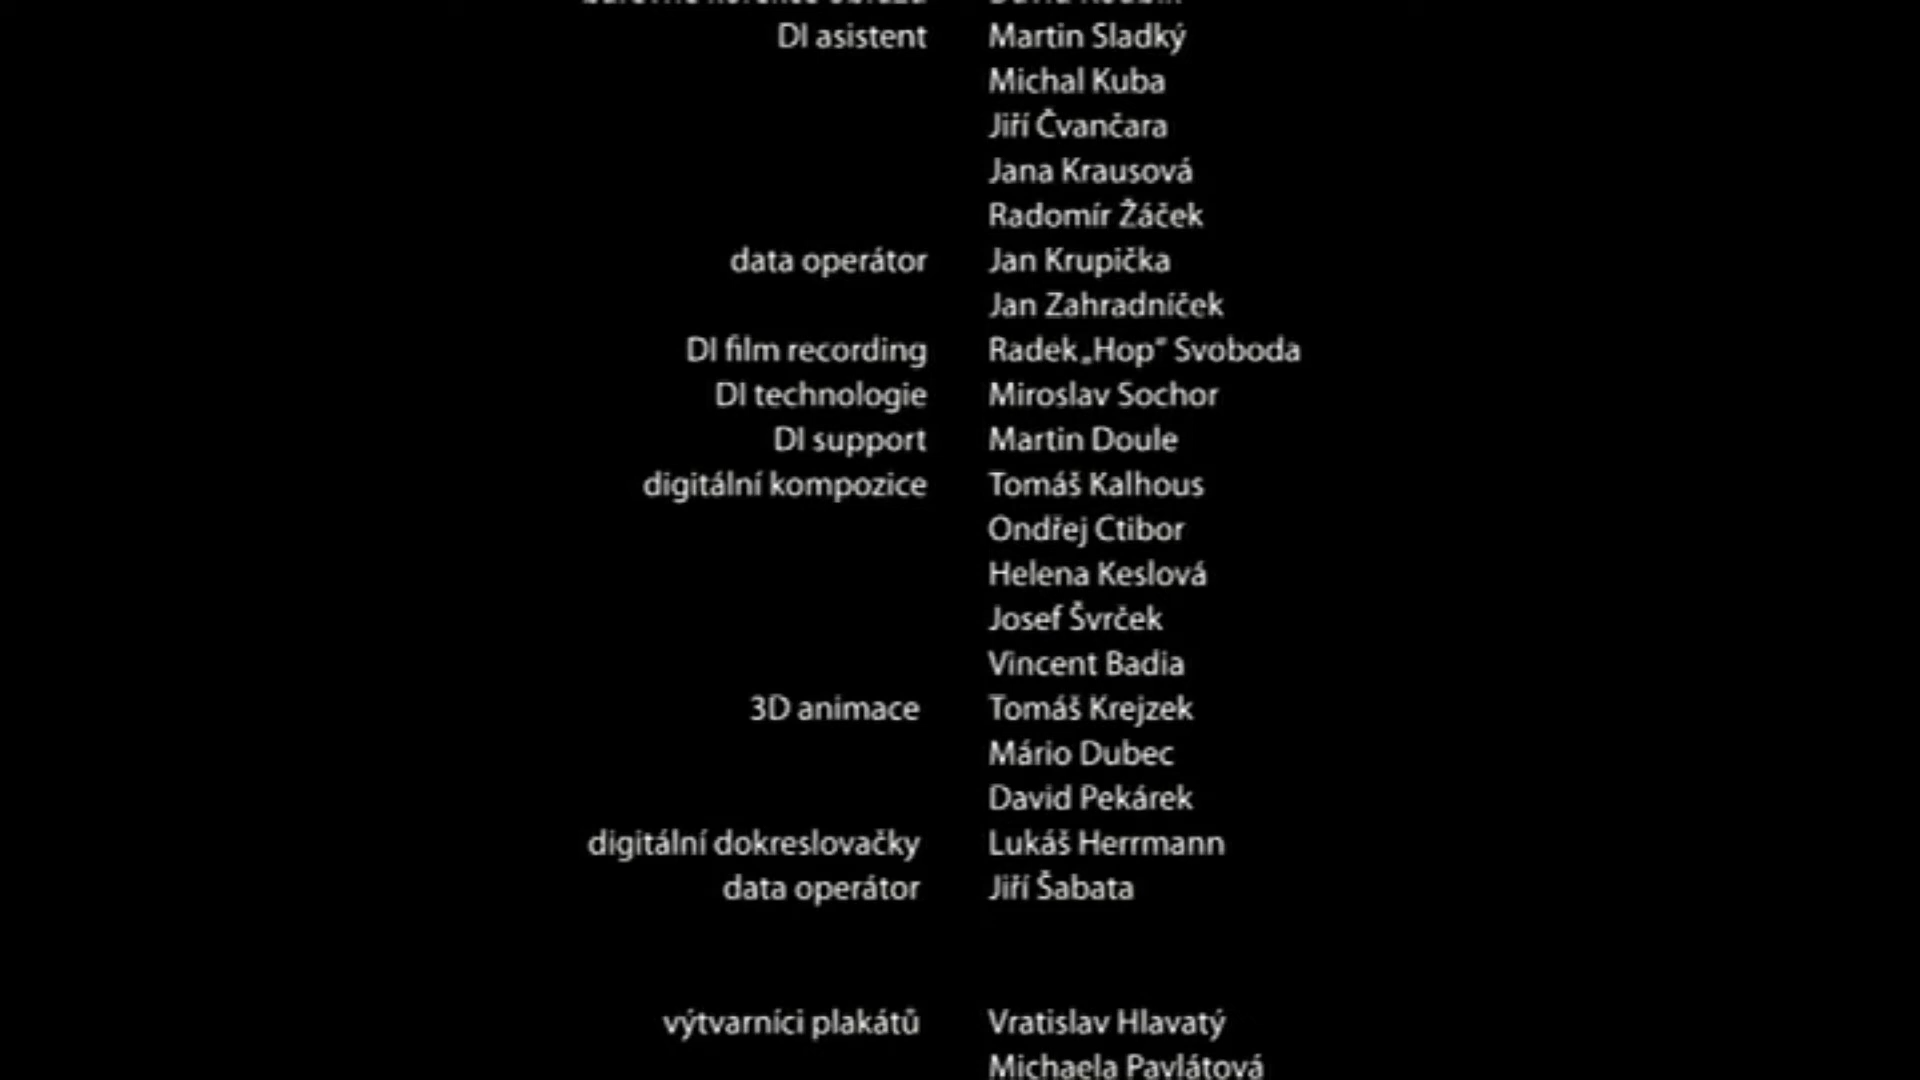 DI asistent Martin Sladký
Michal Kuba
Jiří Čvančara
Jana Krausová
Radomír Žáček
data operátor Jan Krupička
Jan Zahradníček
DI film recording Radek „Hop“ Svoboda
DI technologie Miroslav Sochor
DI support Martin Doule
digitální kompozice Tomáš Kalhous
Ondřej Ctibor
Helena Keslová
Josef Švrček
Vincent Badia
3D animace Tomáš Krejzek
Mário Dubec
David Pekárek
digitální dokreslovačky Lukáš Herrmann
data operátor Jiří Šabata
výtvarníci plakátů Vratislav Hlavatý
Michaela Pavlátová